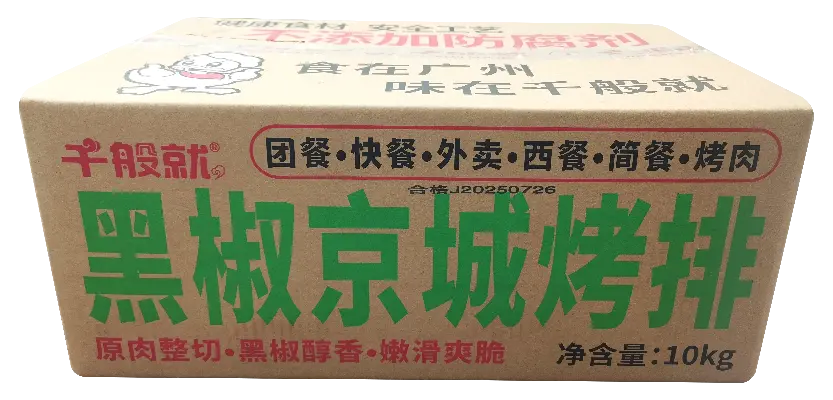 健康食材 安全工艺
不添加防腐剂
食在广州
味在千般就
千般就®
团餐·快餐·外卖·西餐·简餐·烤肉
合格J20250726
黑椒京城烤排
原肉整切·黑椒醇香·嫩滑爽脆
净含量:10kg